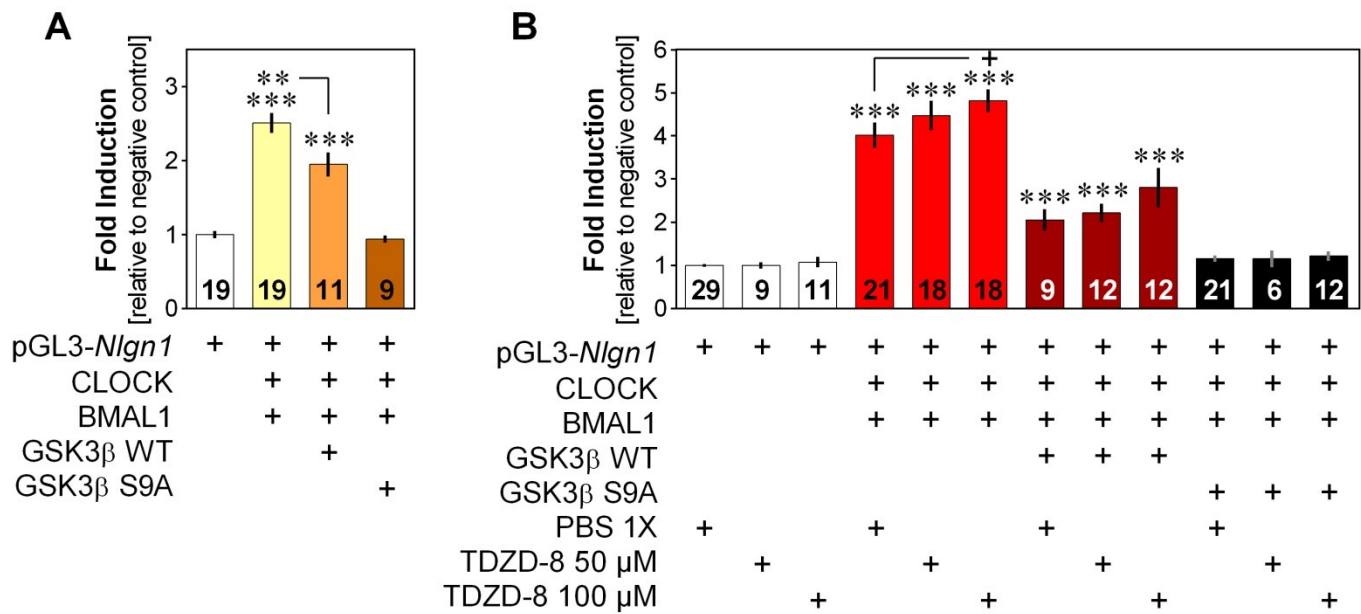 A
Fold Induction
[relative to negative control]
3
2
1
0
**
***
***
19
19
11
9
pGL3-Nlgn1 + + + +
CLOCK + + +
BMAL1 + + +
GSK3β WT +
GSK3β S9A +
B
Fold Induction
[relative to negative control]
6
5
4
3
2
1
0
+
***
***
***
***
***
***
29
9
11
21
18
18
9
12
12
21
6
12
pGL3-Nlgn1 + + + + + + + + + + + +
CLOCK + + + + + + + + +
BMAL1 + + + + + + + + +
GSK3β WT + + +
GSK3β S9A + + +
PBS 1X + + + +
TDZD-8 50 µM + + + +
TDZD-8 100 µM + + + +